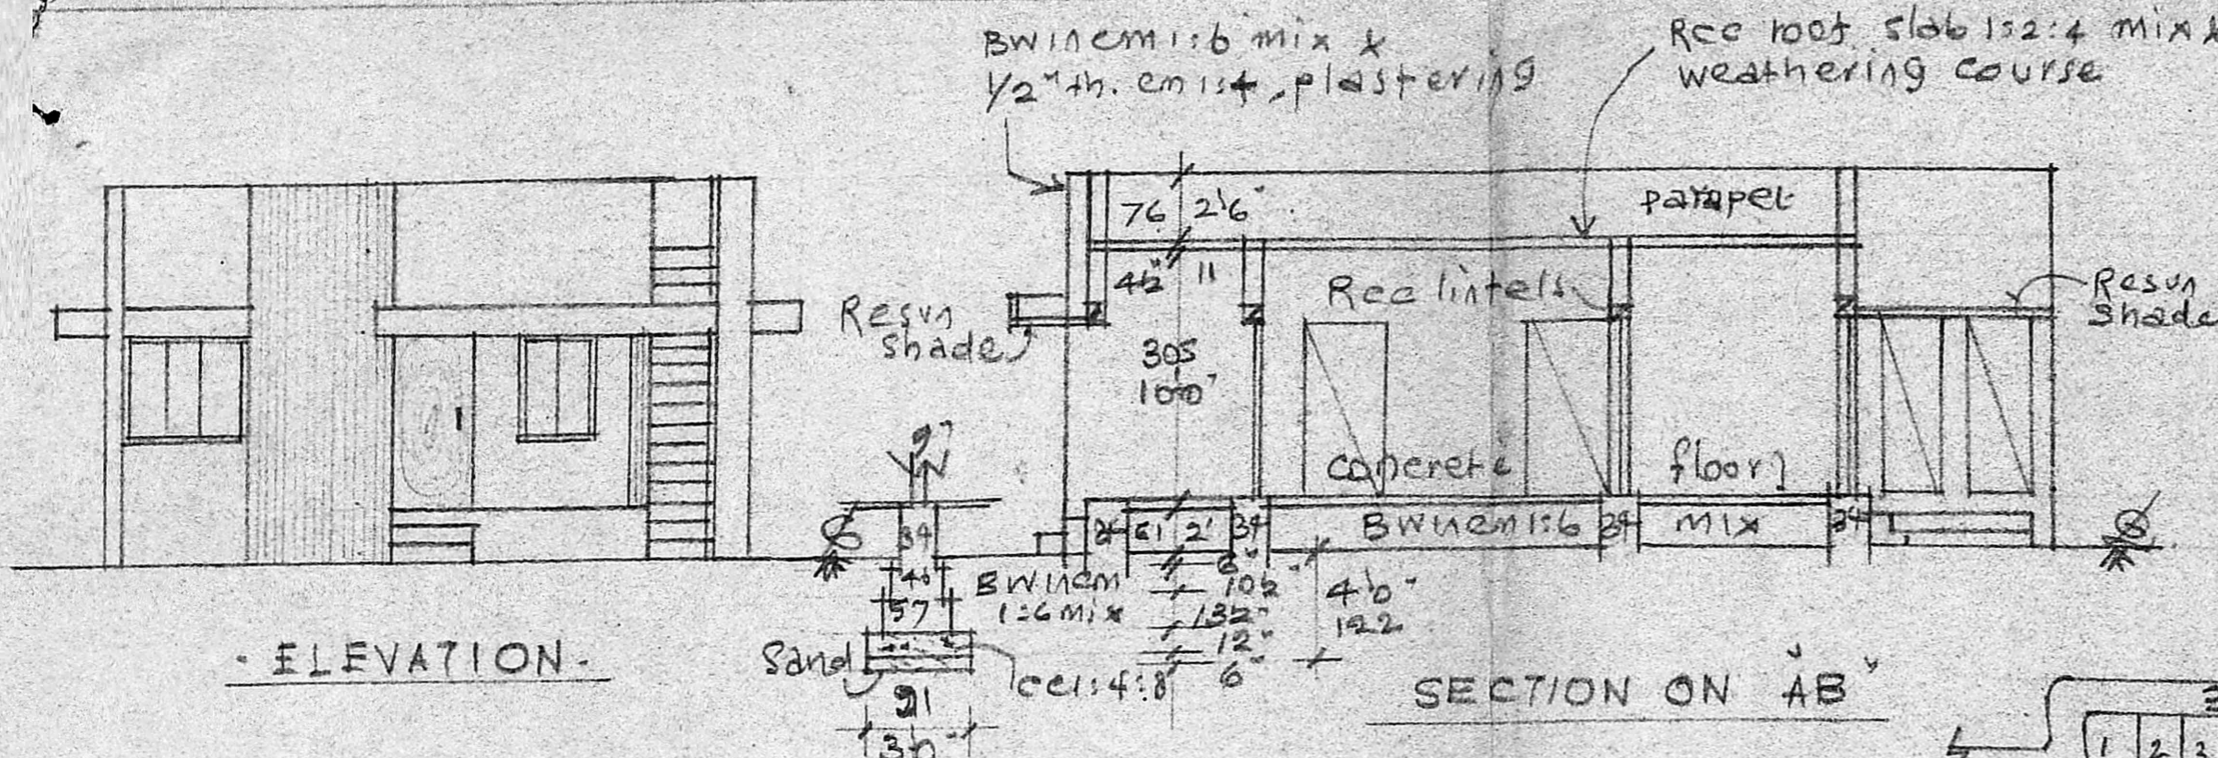 BW in cm 1:6 mix &
1/2" th. cm 1:4, plastering
Rcc roof slab 1:2:4 mix &
weathering course
76 2'6"
parapet
4½" 11
Rcc lintels
Resun
shade
Resun
shade
305
10'0"
9"
concrete floor
34
61 2' 34
BW in cm 1:6
34
mix
34
46
57
BW in cm
1:6 mix
6"
10½"
13½"
12"
6"
4'0"
122
ELEVATION
Sand
cc 1:4:8
91
3'0"
SECTION ON "AB"
1 2 3